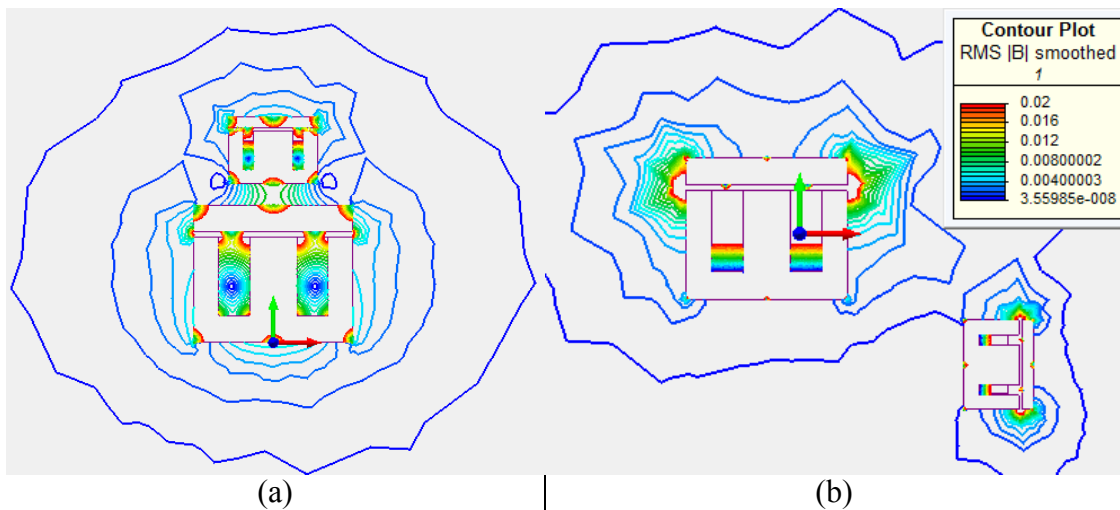 Contour Plot
RMS |B| smoothed
1
0.02
0.016
0.012
0.00800002
0.00400003
3.55985e-008
(a)
(b)